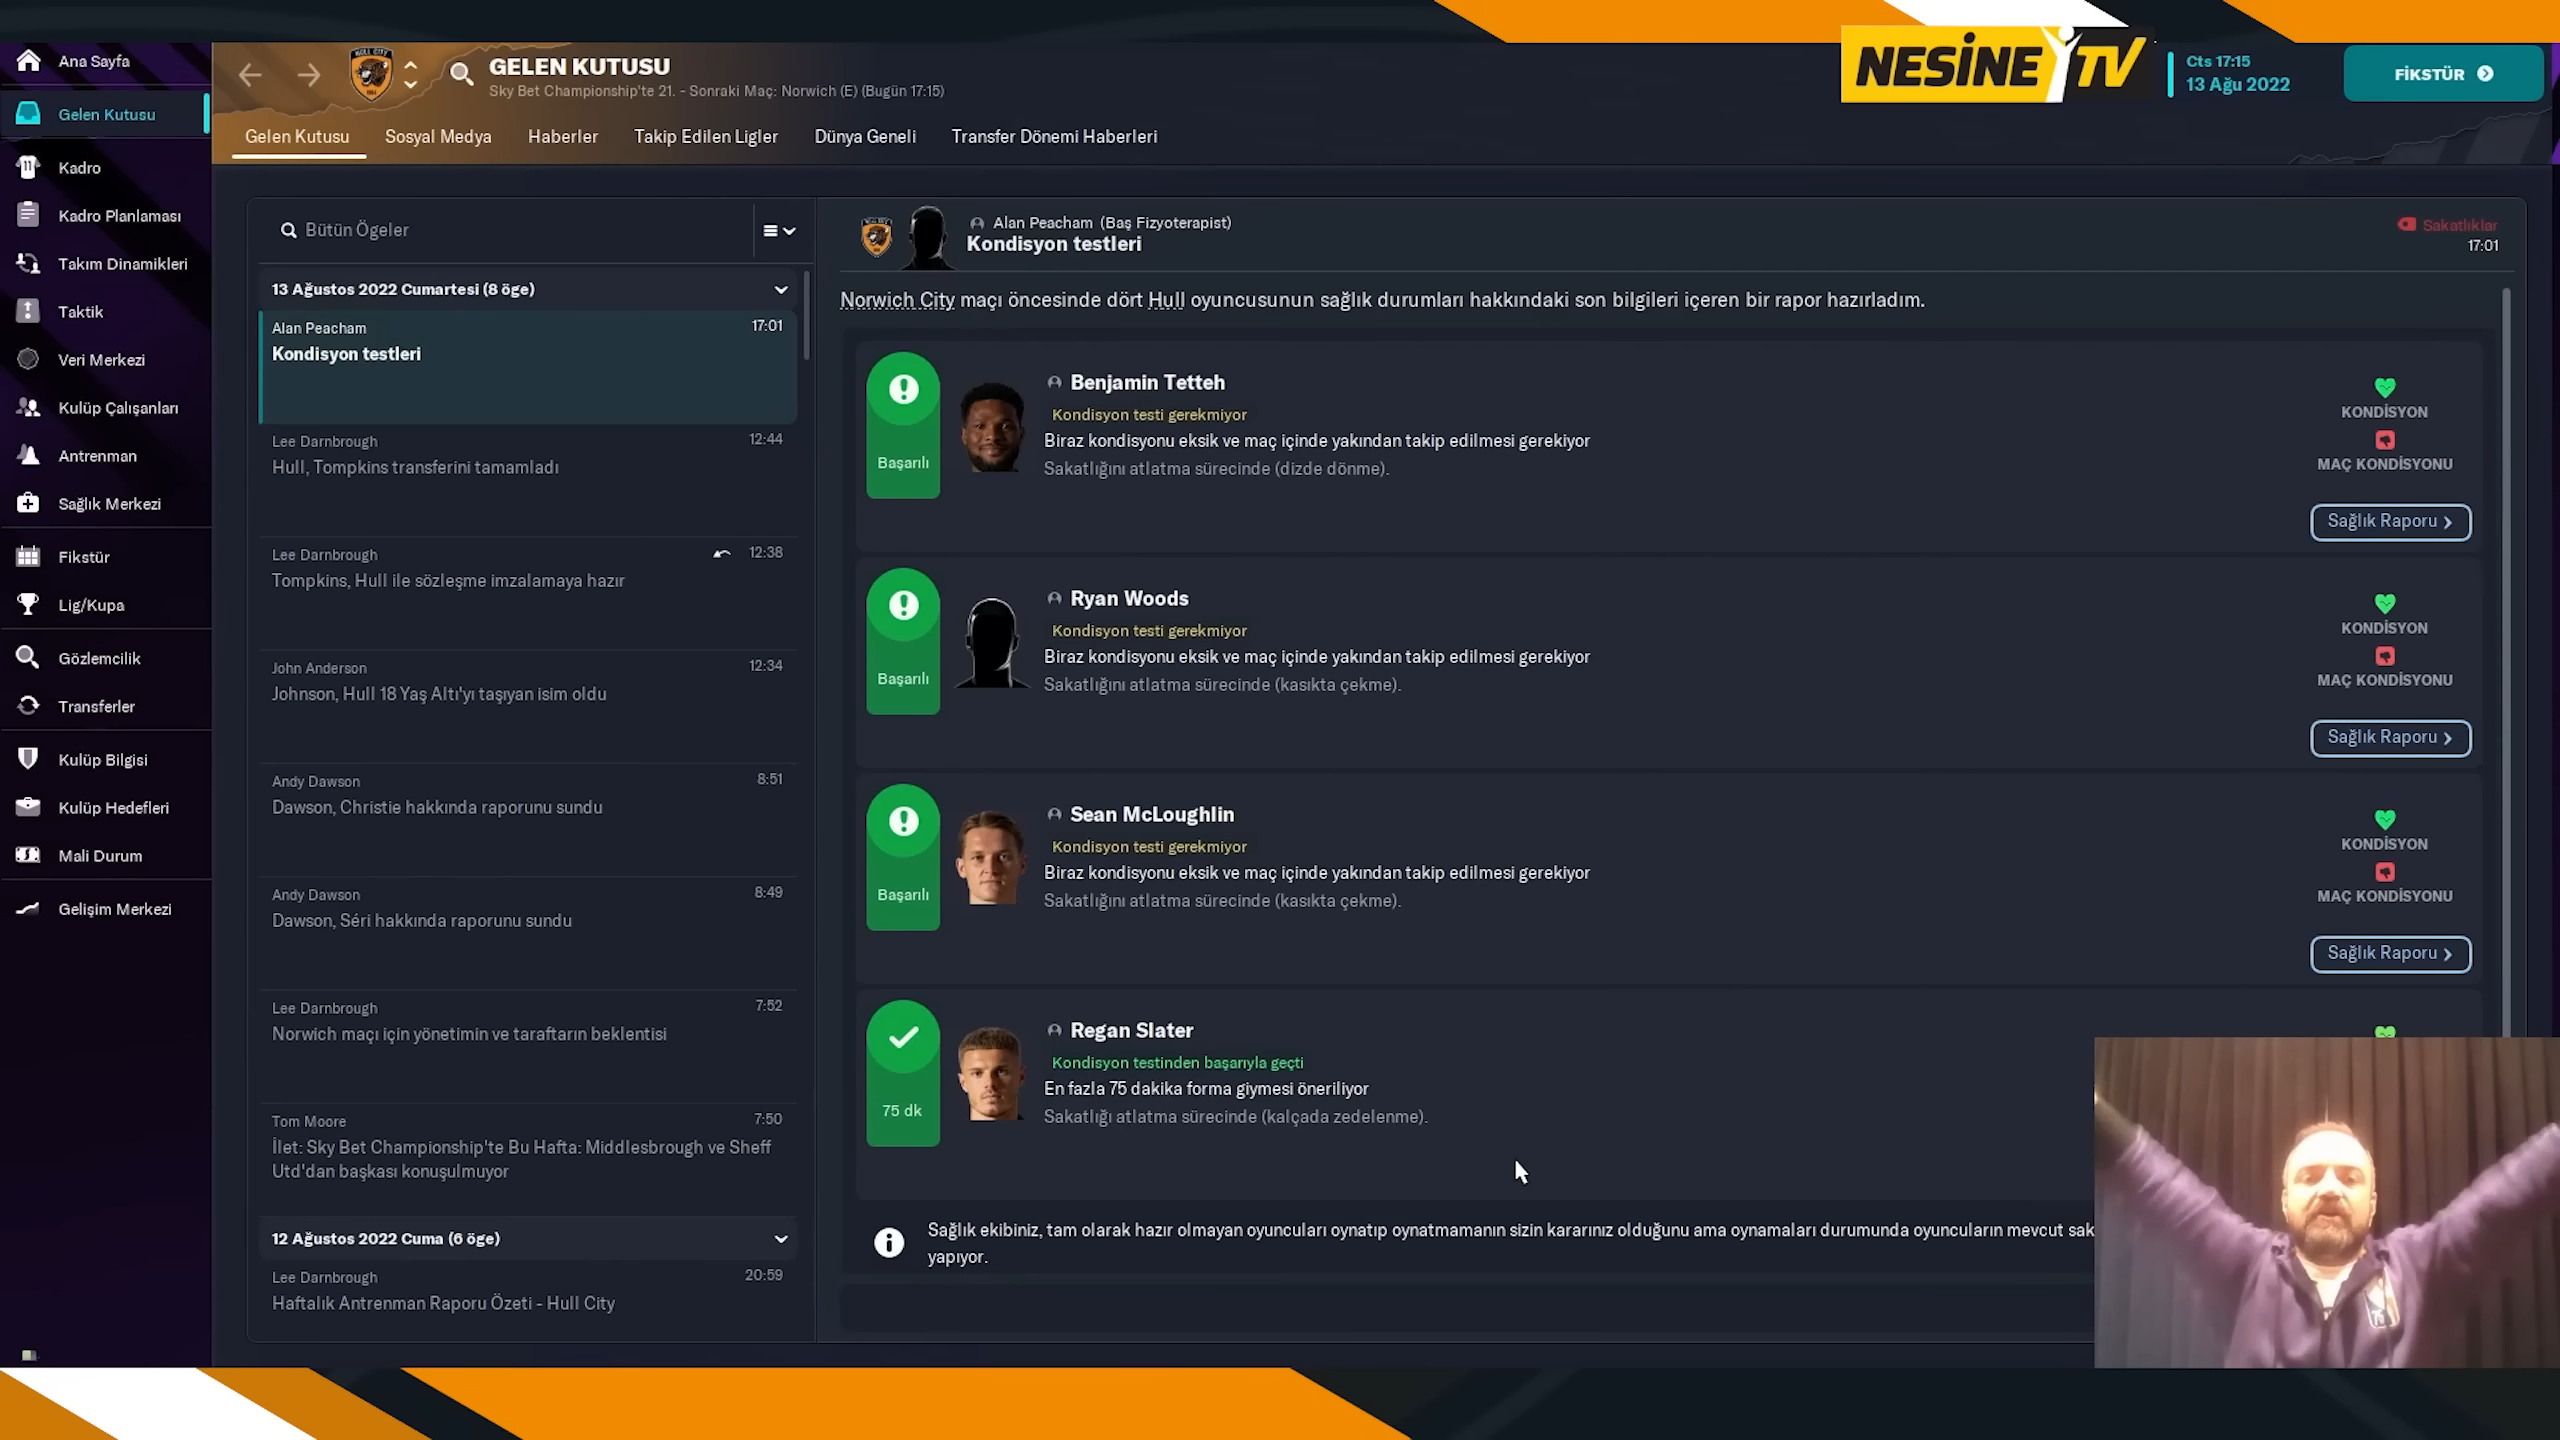 Ana Sayfa
Gelen Kutusu
Kadro
Kadro Planlaması
Takım Dinamikleri
Taktik
Veri Merkezi
Kulüp Çalışanları
Antrenman
Sağlık Merkezi
Fikstür
Lig/Kupa
Gözlemcilik
Transferler
Kulüp Bilgisi
Kulüp Hedefleri
Mali Durum
Gelişim Merkezi
HULL CITY
1904
GELEN KUTUSU
Sky Bet Championship'te 21. - Sonraki Maç: Norwich (E) (Bugün 17:15)
NESİNE TV
Cts 17:15
13 Ağu 2022
FİKSTÜR
Gelen Kutusu
Sosyal Medya
Haberler
Takip Edilen Ligler
Dünya Geneli
Transfer Dönemi Haberleri
Bütün Ögeler
13 Ağustos 2022 Cumartesi (8 öge)
Alan Peacham 17:01
Kondisyon testleri
Lee Darnbrough 12:44
Hull, Tompkins transferini tamamladı
Lee Darnbrough 12:38
Tompkins, Hull ile sözleşme imzalamaya hazır
John Anderson 12:34
Johnson, Hull 18 Yaş Altı'yı taşıyan isim oldu
Andy Dawson 8:51
Dawson, Christie hakkında raporunu sundu
Andy Dawson 8:49
Dawson, Séri hakkında raporunu sundu
Lee Darnbrough 7:52
Norwich maçı için yönetimin ve taraftarın beklentisi
Tom Moore 7:50
İlet: Sky Bet Championship'te Bu Hafta: Middlesbrough ve Sheff
Utd'dan başkası konuşulmuyor
12 Ağustos 2022 Cuma (6 öge)
Lee Darnbrough 20:59
Haftalık Antrenman Raporu Özeti - Hull City
Alan Peacham (Baş Fizyoterapist)
Kondisyon testleri
Sakatlıklar
17:01
Norwich City maçı öncesinde dört Hull oyuncusunun sağlık durumları hakkındaki son bilgileri içeren bir rapor hazırladım.
Başarılı
Benjamin Tetteh
Kondisyon testi gerekmiyor
Biraz kondisyonu eksik ve maç içinde yakından takip edilmesi gerekiyor
Sakatlığını atlatma sürecinde (dizde dönme).
KONDİSYON
MAÇ KONDİSYONU
Sağlık Raporu
Başarılı
Ryan Woods
Kondisyon testi gerekmiyor
Biraz kondisyonu eksik ve maç içinde yakından takip edilmesi gerekiyor
Sakatlığını atlatma sürecinde (kasıkta çekme).
KONDİSYON
MAÇ KONDİSYONU
Sağlık Raporu
Başarılı
Sean McLoughlin
Kondisyon testi gerekmiyor
Biraz kondisyonu eksik ve maç içinde yakından takip edilmesi gerekiyor
Sakatlığını atlatma sürecinde (kasıkta çekme).
KONDİSYON
MAÇ KONDİSYONU
Sağlık Raporu
75 dk
Regan Slater
Kondisyon testinden başarıyla geçti
En fazla 75 dakika forma giymesi öneriliyor
Sakatlığı atlatma sürecinde (kalçada zedelenme).
Sağlık ekibiniz, tam olarak hazır olmayan oyuncuları oynatıp oynatmamanın sizin kararınız olduğunu ama oynamaları durumunda oyuncuların mevcut sak
yapıyor.